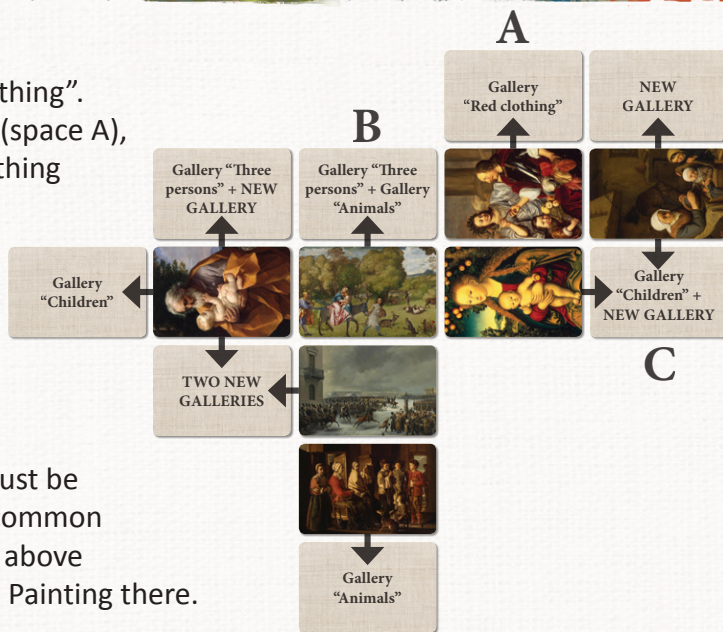 A
thing”.
(space A),
thing
Gallery
“Red clothing”
NEW
GALLERY
B
Gallery “Three
persons” + NEW
GALLERY
Gallery “Three
persons” + Gallery
“Animals”
Gallery
“Children”
Gallery
“Children” +
NEW GALLERY
C
TWO NEW
GALLERIES
ust be
ommon
above
Painting there.
Gallery
“Animals”